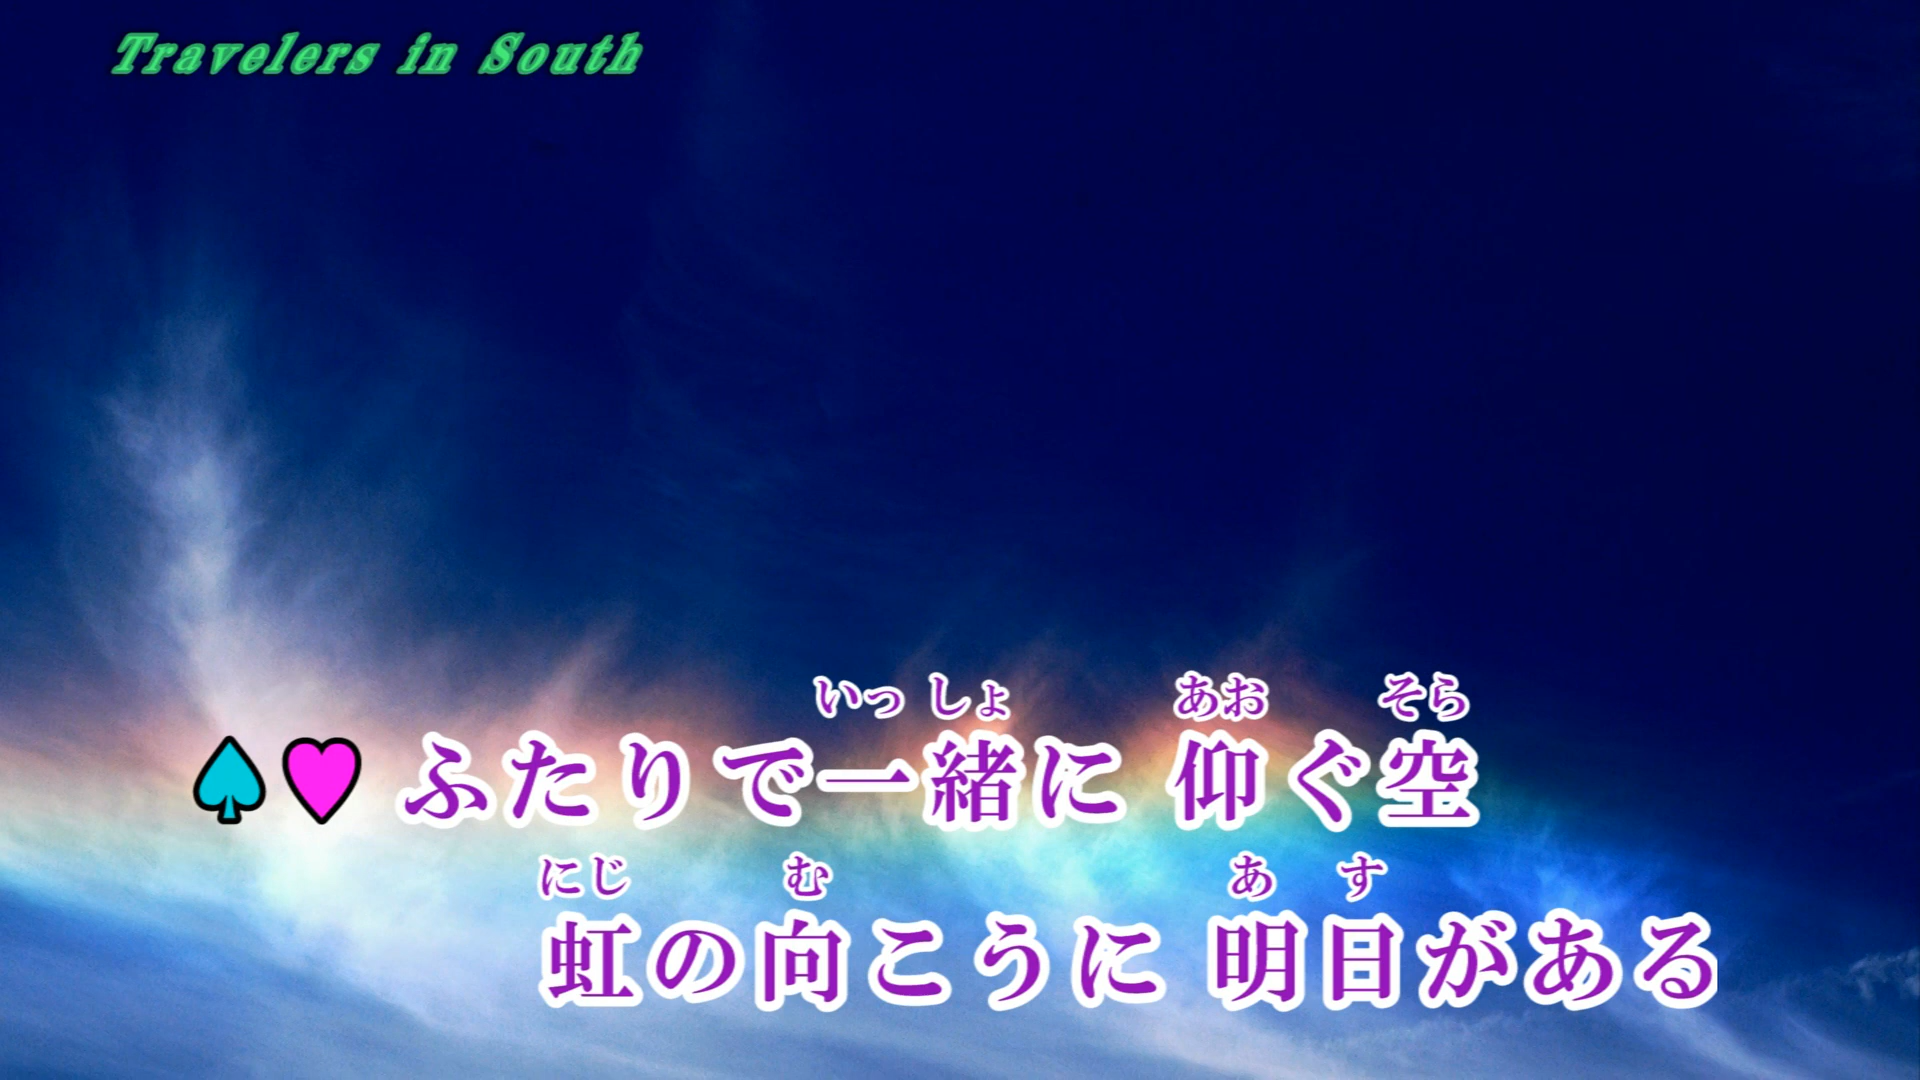 Travelers in South
いっしょ あお そら
♠♥ ふたりで一緒に 仰ぐ空
にじ む あ す
虹の向こうに 明日がある